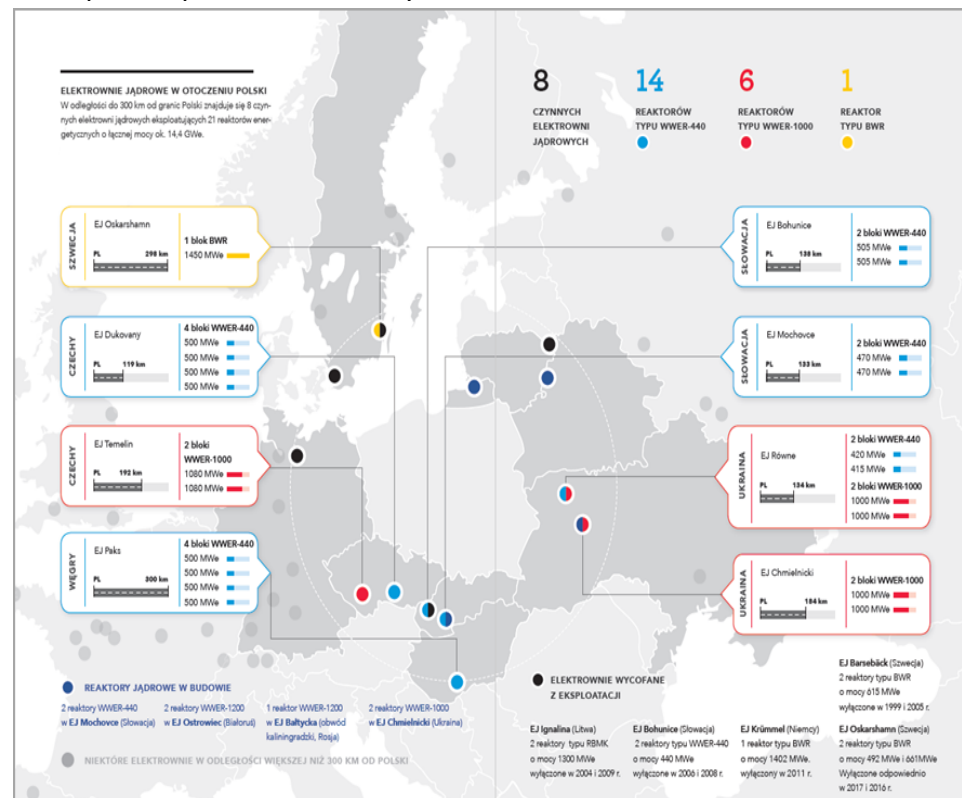 ELEKTROWNIE JĄDROWE W OTOCZENIU POLSKI
W odległości do 300 km od granic Polski znajduje się 8 czyn-
nych elektrowni jądrowych eksploatujących 21 reaktorów ener-
getycznych o łącznej mocy ok. 14,4 GWe.
8
CZYNNYCH
ELEKTROWNI
JĄDROWYCH
14
REAKTORÓW
TYPU WWER-440
6
REAKTORÓW
TYPU WWER-1000
1
REAKTOR
TYPU BWR
SZWECJA
EJ Oskarshamn
PL 298 km
1 blok BWR
1450 MWe
CZECHY
EJ Dukovany
PL 119 km
4 bloki WWER-440
500 MWe
500 MWe
500 MWe
500 MWe
CZECHY
EJ Temelin
PL 192 km
2 bloki
WWER-1000
1080 MWe
1080 MWe
WĘGRY
EJ Paks
PL 300 km
4 bloki WWER-440
500 MWe
500 MWe
500 MWe
500 MWe
SŁOWACJA
EJ Bohunice
PL 138 km
2 bloki WWER-440
505 MWe
505 MWe
SŁOWACJA
EJ Mochovce
PL 133 km
2 bloki WWER-440
470 MWe
470 MWe
UKRAINA
EJ Równe
PL 134 km
2 bloki WWER-440
420 MWe
415 MWe
2 bloki WWER-1000
1000 MWe
1000 MWe
UKRAINA
EJ Chmielnicki
PL 184 km
2 bloki WWER-1000
1000 MWe
1000 MWe
REAKTORY JĄDROWE W BUDOWIE
2 reaktory WWER-440
w EJ Mochovce (Słowacja)
2 reaktory WWER-1200
w EJ Ostrowiec (Białoruś)
1 reaktor WWER-1200
w EJ Bałtycka (obwód
kaliningradzki, Rosja)
2 reaktory WWER-1000
w EJ Chmielnicki (Ukraina)
NIEKTÓRE ELEKTROWNIE W ODLEGŁOŚCI WIĘKSZEJ NIŻ 300 KM OD POLSKI
ELEKTROWNIE WYCOFANE
Z EKSPLOATACJI
EJ Barsebäck (Szwecja)
2 reaktory typu BWR
o mocy 615 MWe
wyłączone w 1999 i 2005 r.
EJ Ignalina (Litwa)
2 reaktory typu RBMK
o mocy 1300 MWe
wyłączone w 2004 i 2009 r.
EJ Bohunice (Słowacja)
2 reaktory typu WWER-440
o mocy 440 MWe
wyłączone w 2006 i 2008 r.
EJ Krümmel (Niemcy)
1 reaktor typu BWR
o mocy 1402 MWe.
wyłączony w 2011 r.
EJ Oskarshamn (Szwecja)
2 reaktory typu BWR
o mocy 492 MWe i 661MWe
Wyłączone odpowiednio
w 2017 i 2016 r.